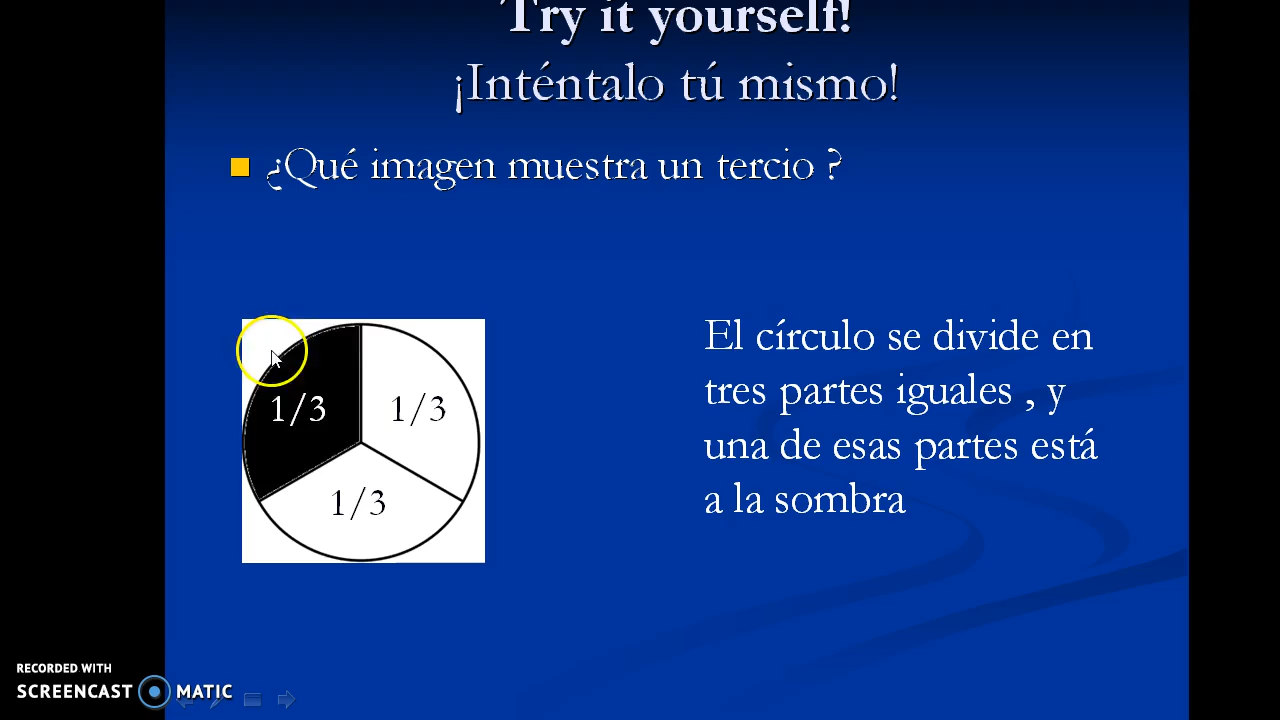 Try it yourself!
¡Inténtalo tú mismo!
¿Qué imagen muestra un tercio ?
1/3
1/3
1/3
El círculo se divide en
tres partes iguales , y
una de esas partes está
a la sombra
RECORDED WITH
SCREENCAST MATIC